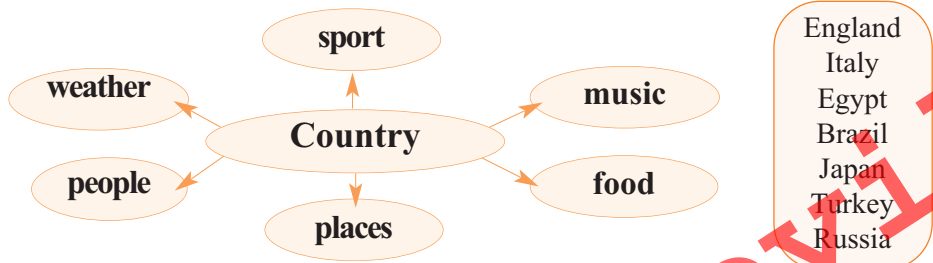 sport
weather
music
Country
people
food
places
England
Italy
Egypt
Brazil
Japan
Turkey
Russia